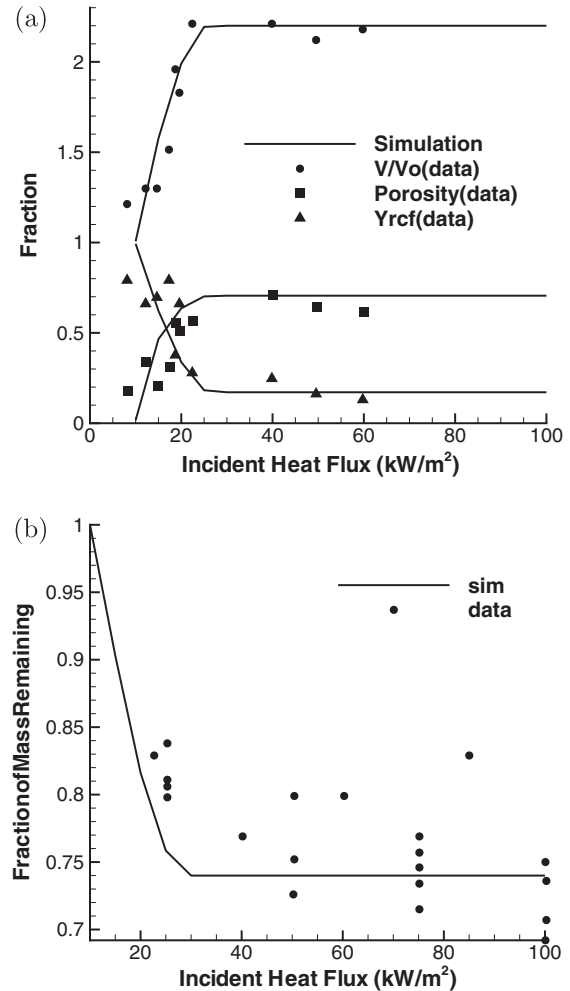 (a)
2
1.5
1
0.5
0
Fraction
Simulation
V/Vo(data)
Porosity(data)
Yrcf(data)
0 20 40 60 80 100
Incident Heat Flux (kW/m²)
(b)
1
0.95
0.9
0.85
0.8
0.75
0.7
FractionofMassRemaining
sim
data
20 40 60 80 100
Incident Heat Flux (kW/m²)